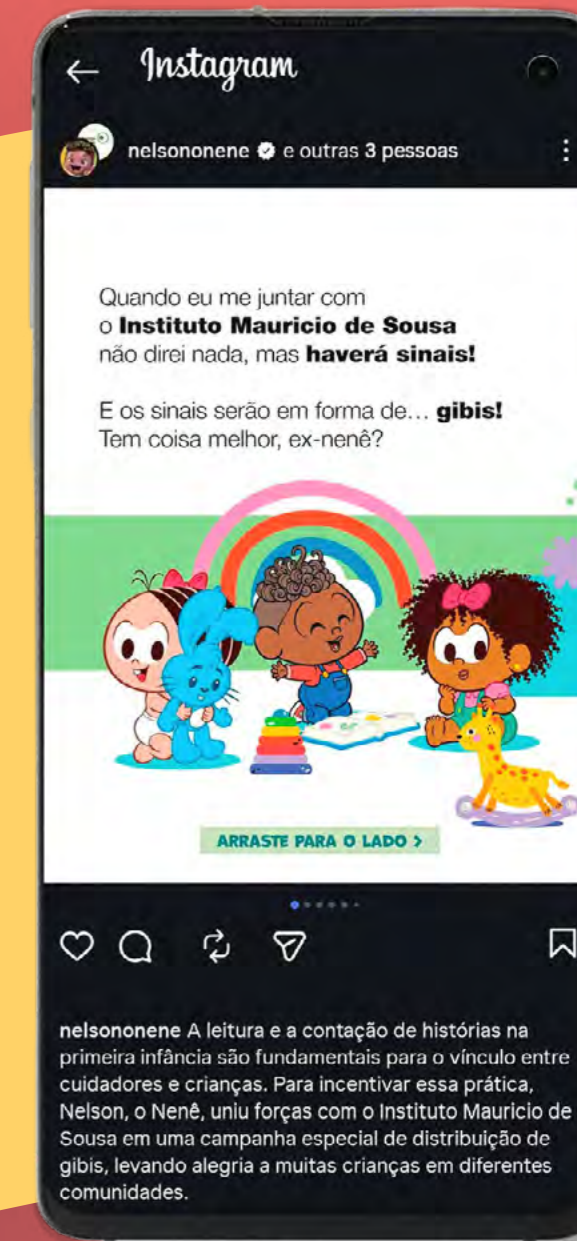 Instagram
nelsononene e outras 3 pessoas
Quando eu me juntar com
o Instituto Mauricio de Sousa
não direi nada, mas haverá sinais!
E os sinais serão em forma de... gibis!
Tem coisa melhor, ex-nenê?
ARRASTE PARA O LADO >
nelsononene A leitura e a contação de histórias na
primeira infância são fundamentais para o vínculo entre
cuidadores e crianças. Para incentivar essa prática,
Nelson, o Nenê, uniu forças com o Instituto Mauricio de
Sousa em uma campanha especial de distribuição de
gibis, levando alegria a muitas crianças em diferentes
comunidades.